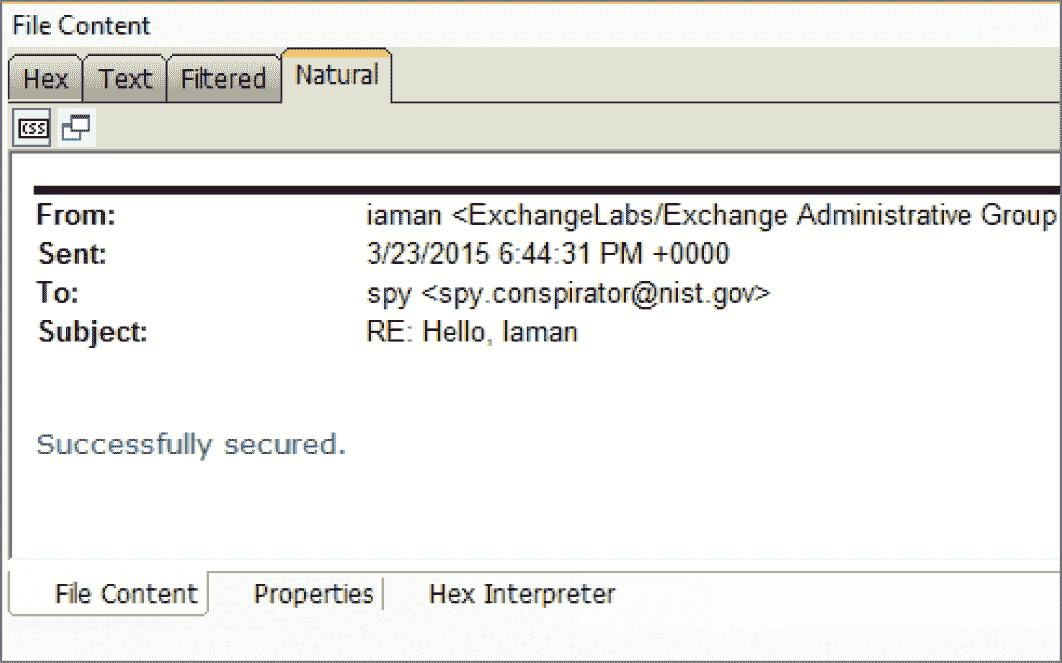 File Content
Hex Text Filtered Natural
CSS
From: iaman <ExchangeLabs/Exchange Administrative Group
Sent: 3/23/2015 6:44:31 PM +0000
To: spy <spy.conspirator@nist.gov>
Subject: RE: Hello, Iaman
Successfully secured.
File Content Properties Hex Interpreter